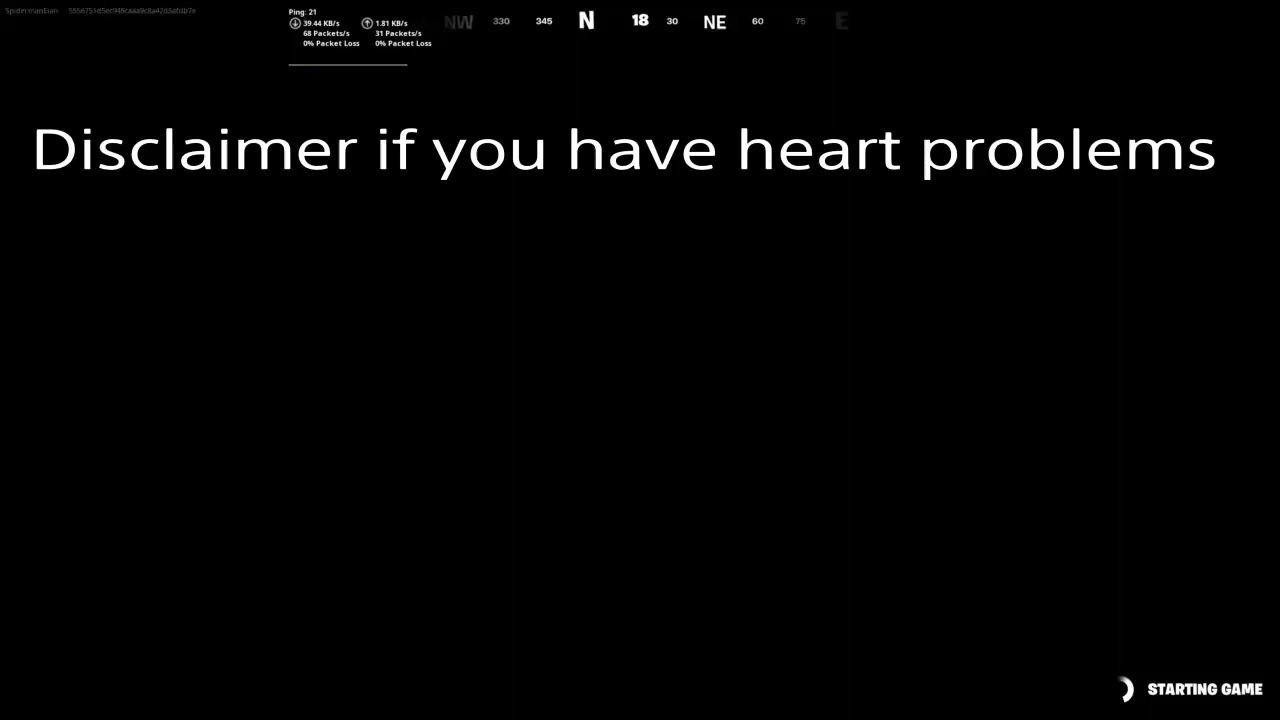 Ping: 21
39.44 KB/s 1.81 KB/s
68 Packets/s 31 Packets/s
0% Packet Loss 0% Packet Loss
NW 330 345 N 18 30 NE 60 75 E
Disclaimer if you have heart problems
STARTING GAME